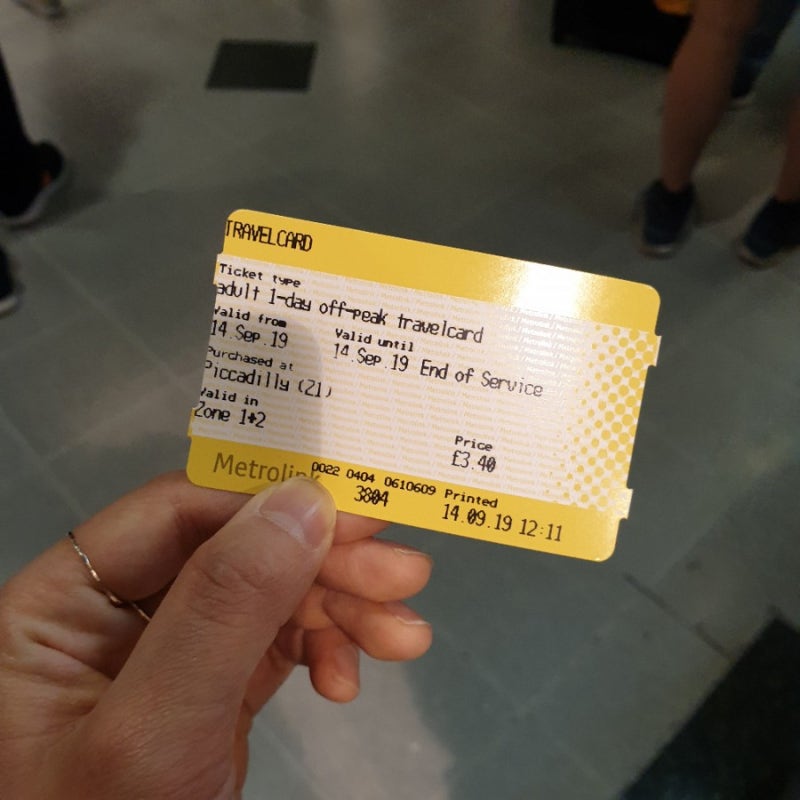 TRAVELCARD
Ticket type
adult 1-day off-peak travelcard
Valid from
14.Sep.19
Valid until
14.Sep.19 End of Service
Purchased at
Piccadilly (21)
Valid in
Zone 1+2
Price
£3.40
Metrolink
0022 0404 0610609
3804
Printed
14.09.19 12:11